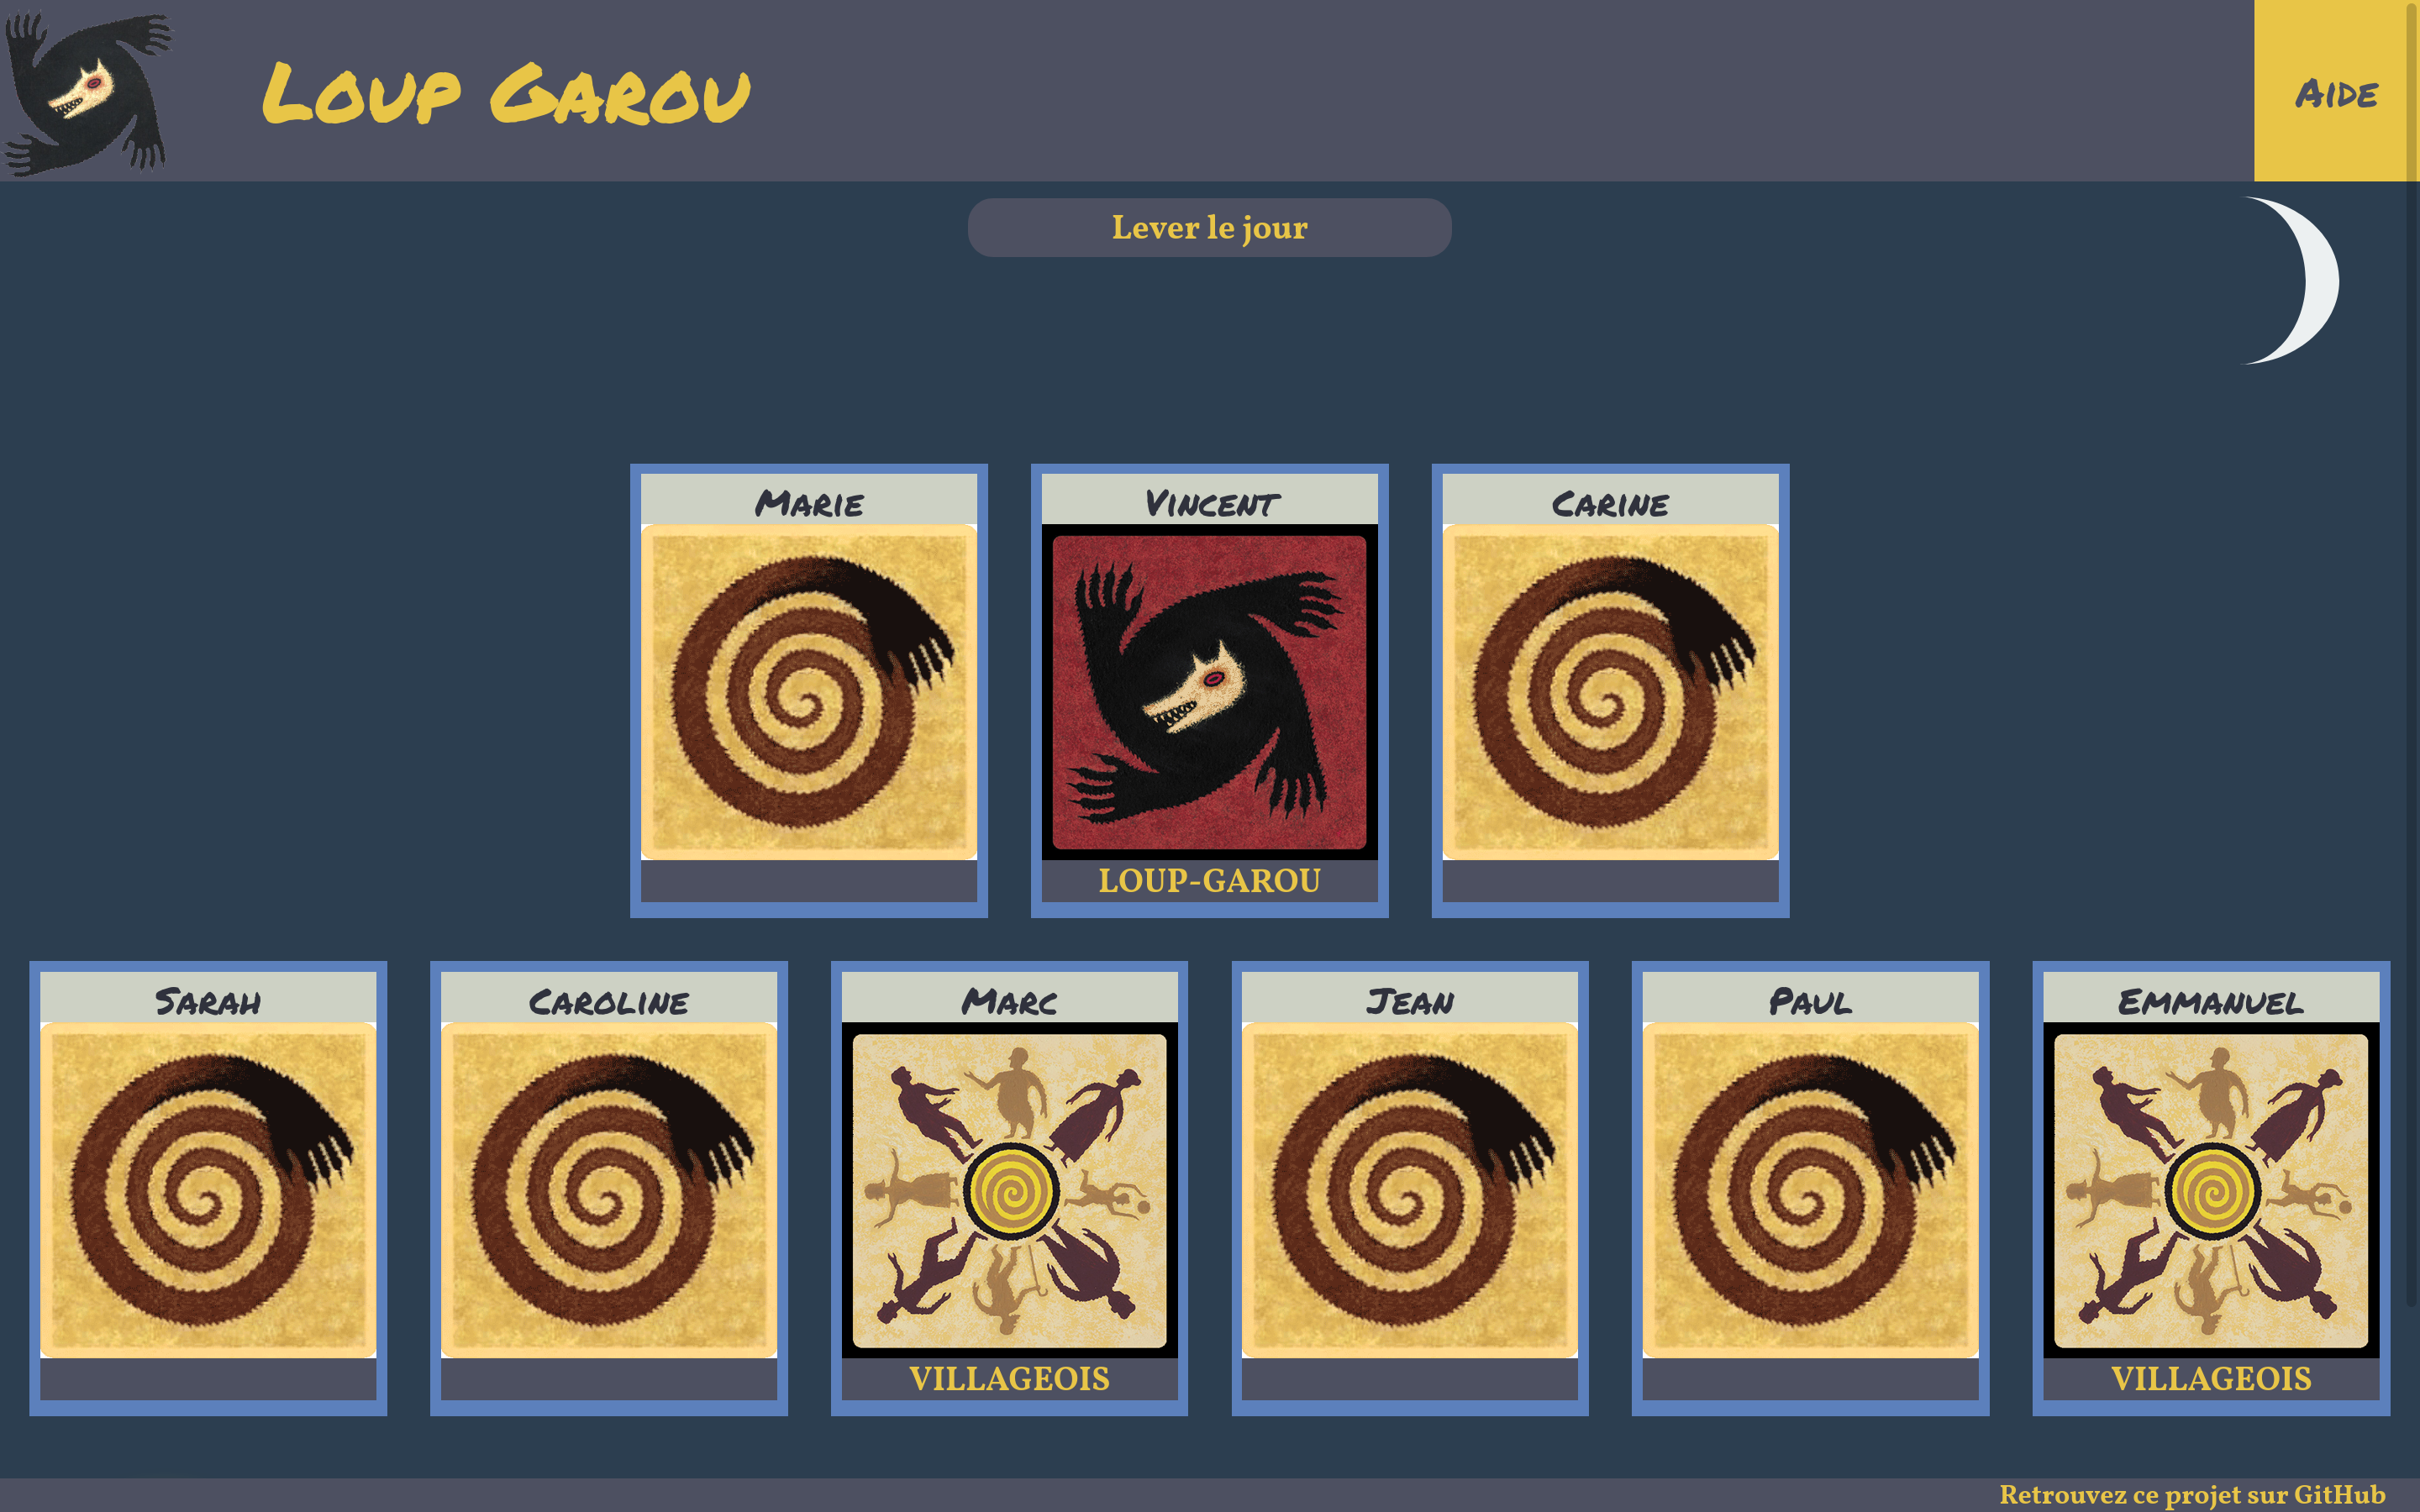 Loup Garou
Aide
Lever le jour
Marie
Vincent
Carine
LOUP-GAROU
Sarah
Caroline
Marc
Jean
Paul
Emmanuel
VILLAGEOIS
VILLAGEOIS
Retrouvez ce projet sur GitHub